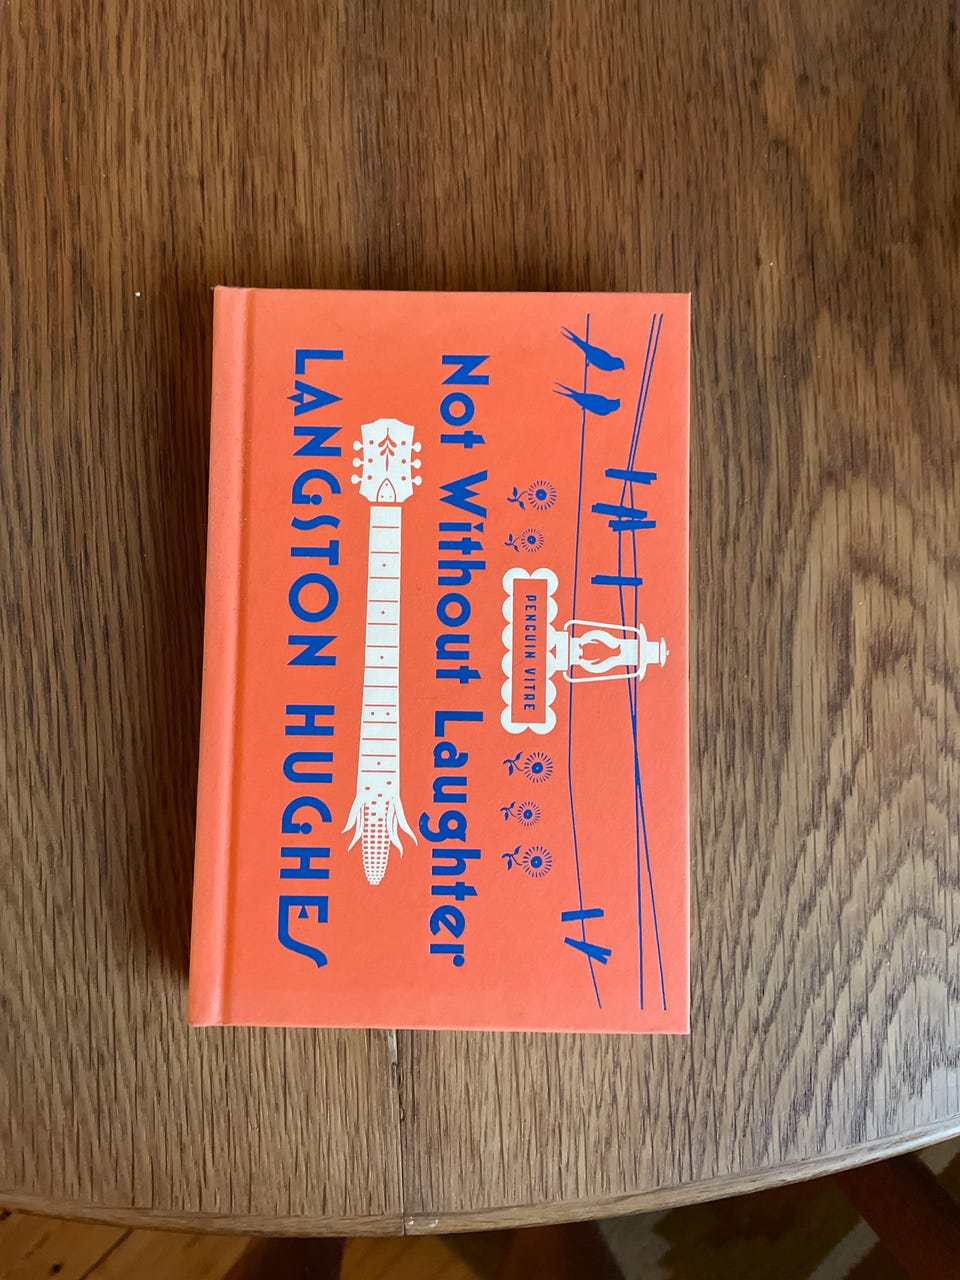 PENGUIN VITAE
Not Without Laughter
LANGSTON HUGHES